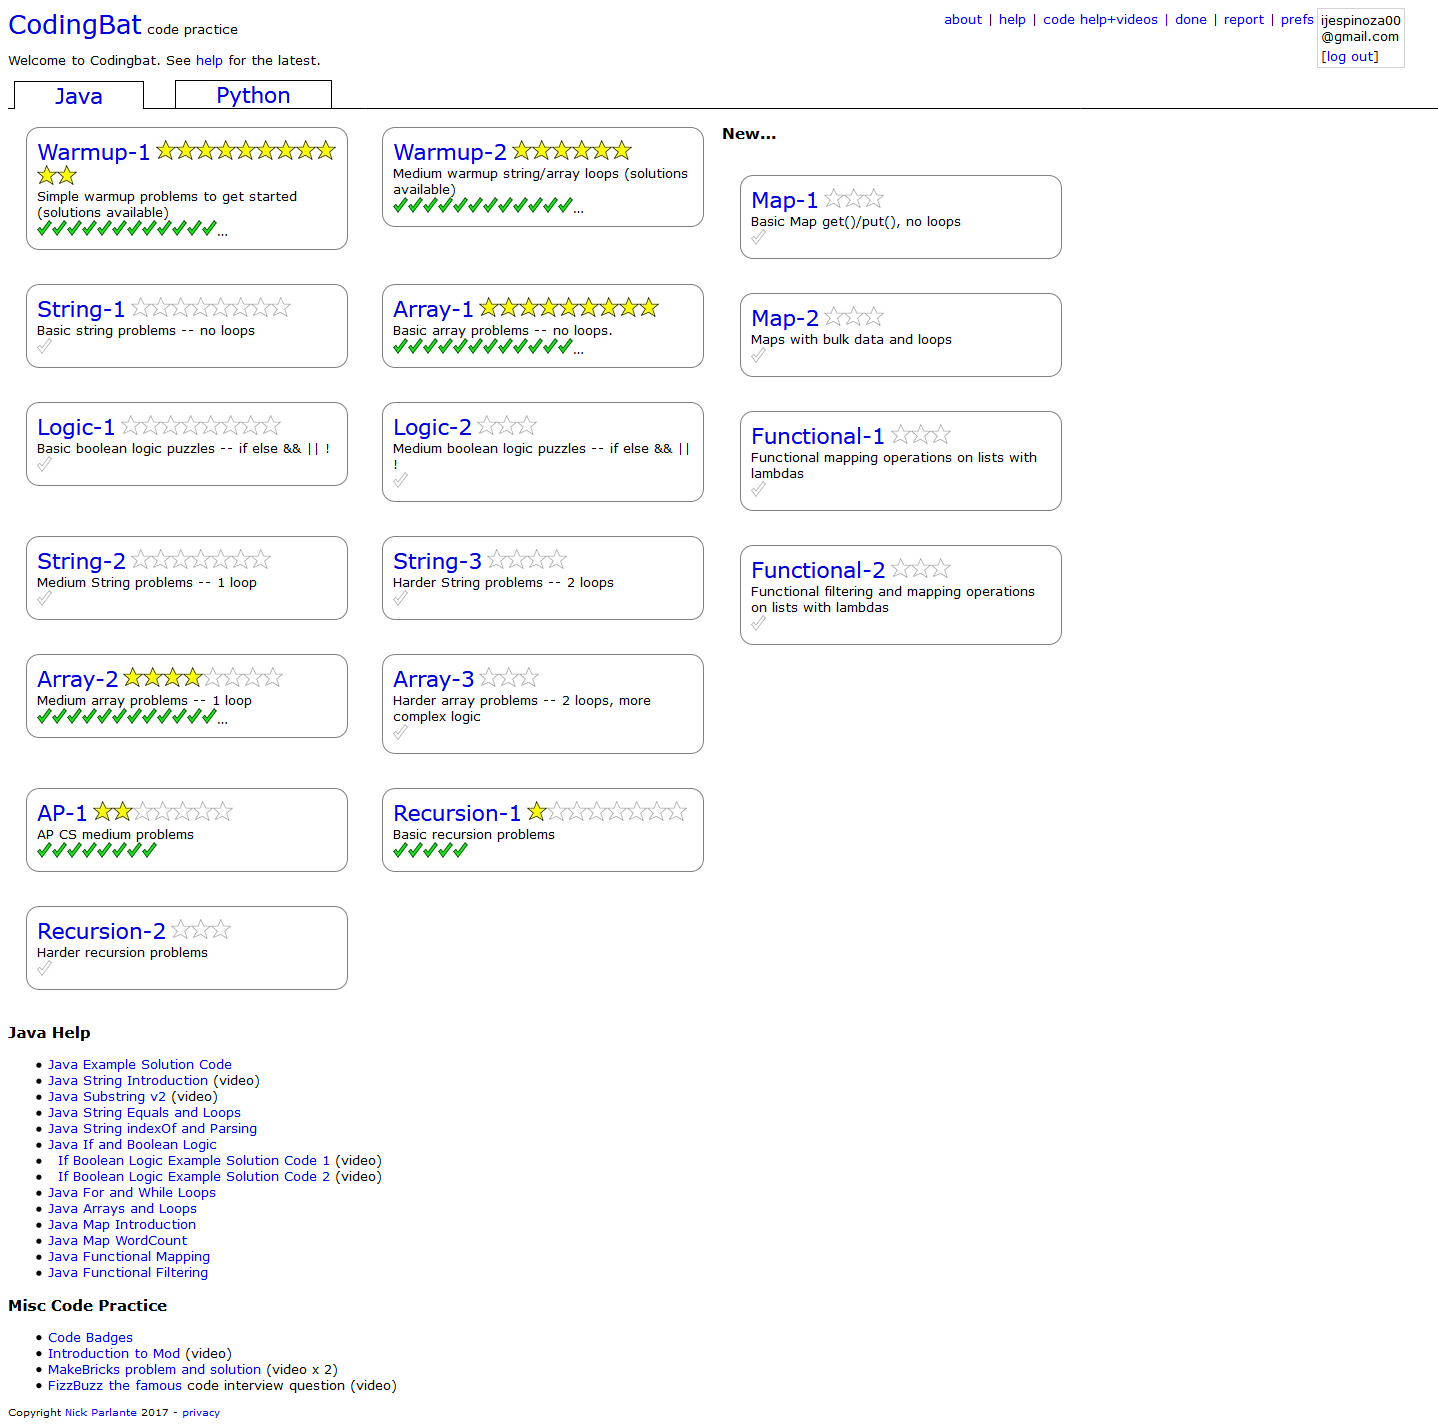 CodingBat code practice
about | help | code help+videos | done | report | prefs
ijespinoza00
@gmail.com
[log out]
Welcome to Codingbat. See help for the latest.
Java
Python
Warmup-1
Simple warmup problems to get started
(solutions available)
...
Warmup-2
Medium warmup string/array loops (solutions
available)
...
String-1
Basic string problems -- no loops
Array-1
Basic array problems -- no loops.
...
Logic-1
Basic boolean logic puzzles -- if else && || !
Logic-2
Medium boolean logic puzzles -- if else && ||
!
String-2
Medium String problems -- 1 loop
String-3
Harder String problems -- 2 loops
Array-2
Medium array problems -- 1 loop
...
Array-3
Harder array problems -- 2 loops, more
complex logic
AP-1
AP CS medium problems
Recursion-1
Basic recursion problems
Recursion-2
Harder recursion problems
New...
Map-1
Basic Map get()/put(), no loops
Map-2
Maps with bulk data and loops
Functional-1
Functional mapping operations on lists with
lambdas
Functional-2
Functional filtering and mapping operations
on lists with lambdas
Java Help
Java Example Solution Code
Java String Introduction (video)
Java Substring v2 (video)
Java String Equals and Loops
Java String indexOf and Parsing
Java If and Boolean Logic
If Boolean Logic Example Solution Code 1 (video)
If Boolean Logic Example Solution Code 2 (video)
Java For and While Loops
Java Arrays and Loops
Java Map Introduction
Java Map WordCount
Java Functional Mapping
Java Functional Filtering
Misc Code Practice
Code Badges
Introduction to Mod (video)
MakeBricks problem and solution (video x 2)
FizzBuzz the famous code interview question (video)
Copyright Nick Parlante 2017 - privacy